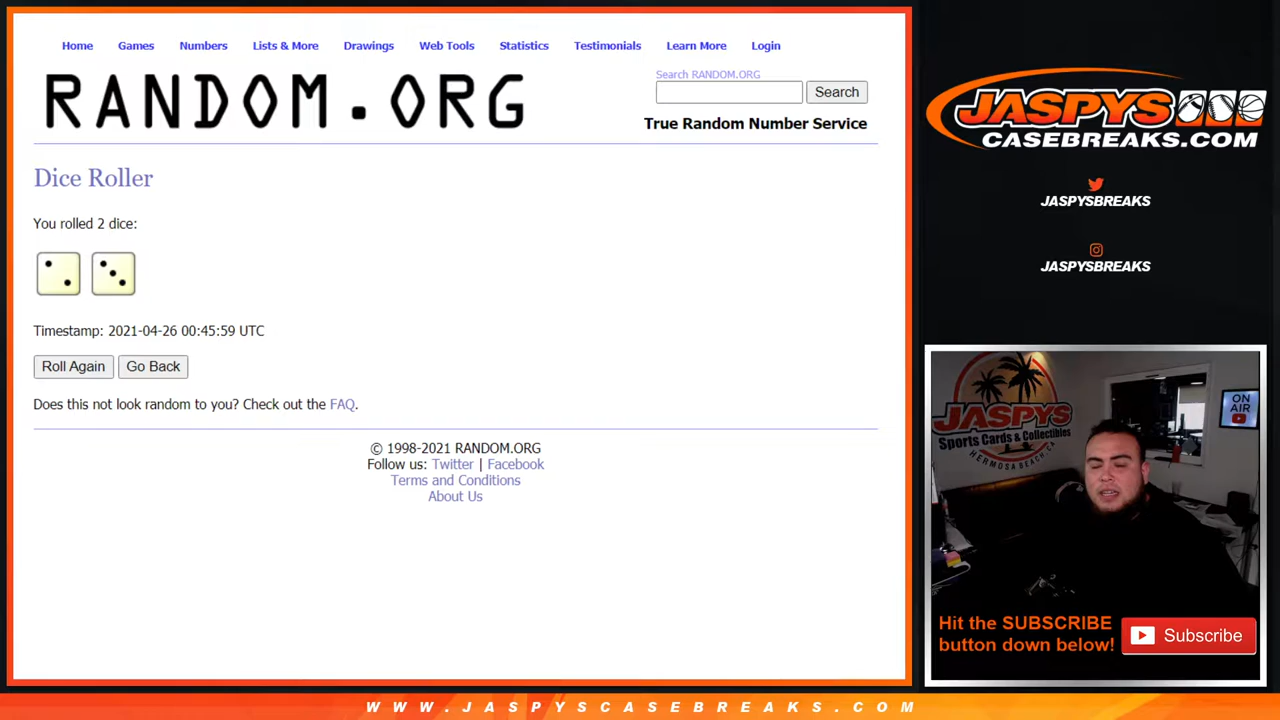 Home Games Numbers Lists & More Drawings Web Tools Statistics Testimonials Learn More Login
RANDOM.ORG
Search RANDOM.ORG
Search
True Random Number Service
Dice Roller
You rolled 2 dice:
Timestamp: 2021-04-26 00:45:59 UTC
Roll Again Go Back
Does this not look random to you? Check out the FAQ.
© 1998-2021 RANDOM.ORG
Follow us: Twitter | Facebook
Terms and Conditions
About Us
JASPYS
CASEBREAKS.COM
JASPYSBREAKS
JASPYSBREAKS
JASPYS
Sports Cards & Collectibles
HERMOSA BEACH, CA
ON
AIR
Hit the SUBSCRIBE
button down below!
Subscribe
WWW.JASPYSCASEBREAKS.COM